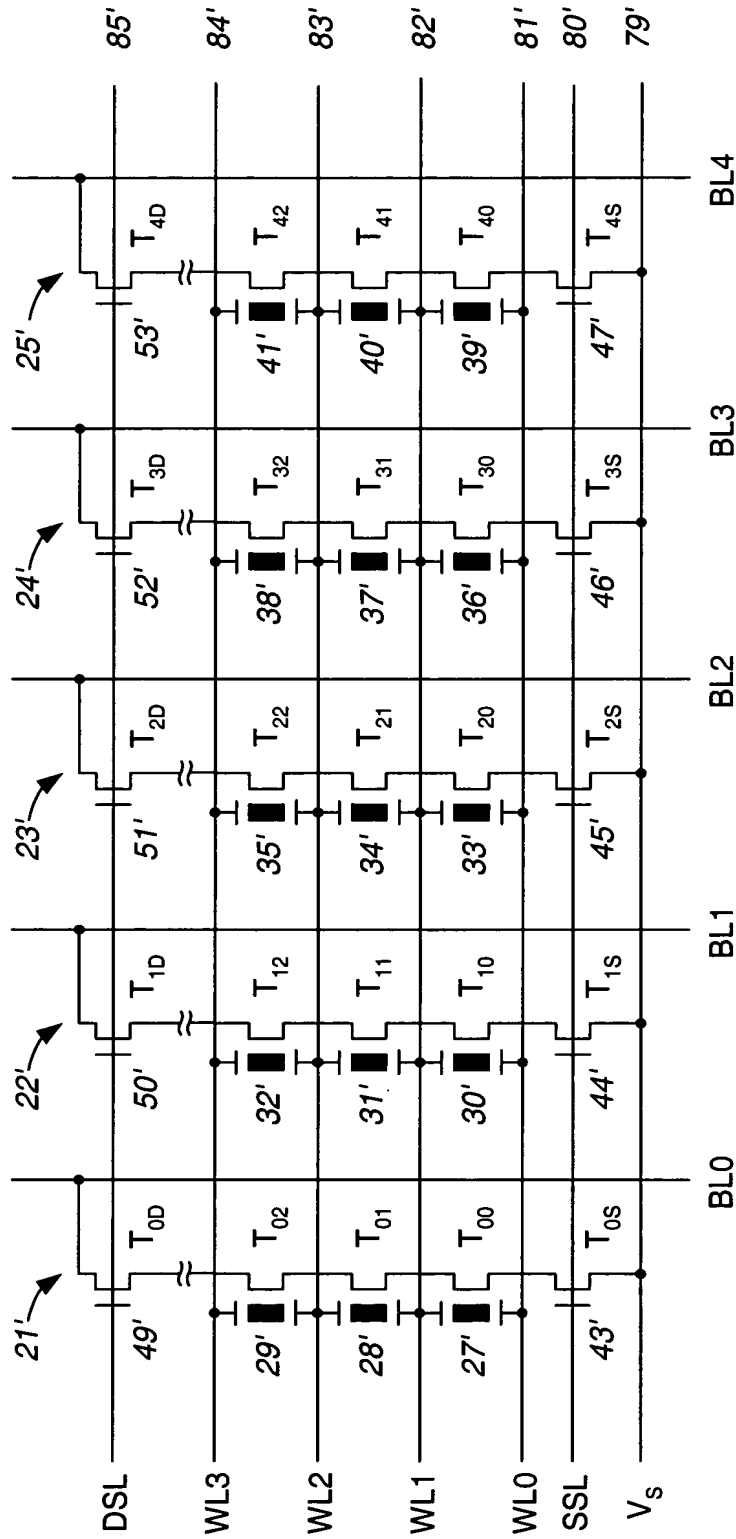 21' 22' 23' 24' 25'
DSL 85'
49' T0D 50' T1D 51' T2D 52' T3D 53' T4D
WL3 84'
29' T02 32' T12 35' T22 38' T32 41' T42
WL2 83'
28' T01 31' T11 34' T21 37' T31 40' T41
WL1 82'
27' T00 30' T10 33' T20 36' T30 39' T40
WL0 81'
SSL 80'
43' T0S 44' T1S 45' T2S 46' T3S 47' T4S
VS 79'
BL0 BL1 BL2 BL3 BL4